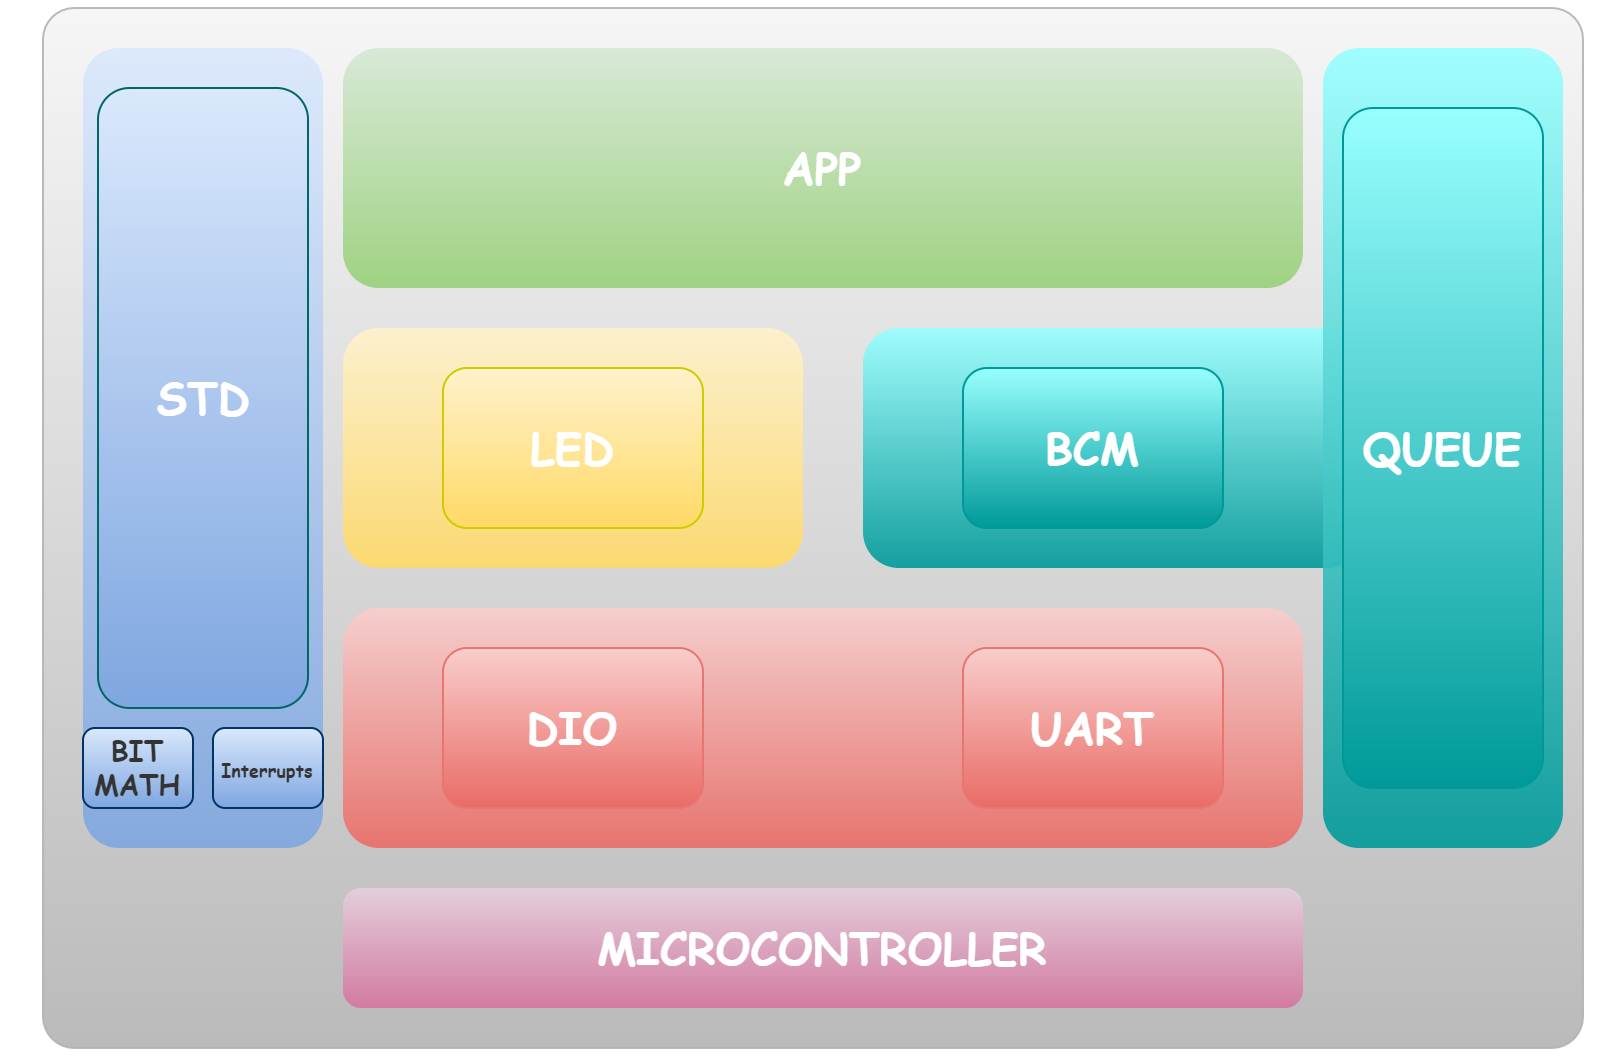 APP
STD
LED
BCM
QUEUE
DIO
UART
BIT
MATH
Interrupts
MICROCONTROLLER